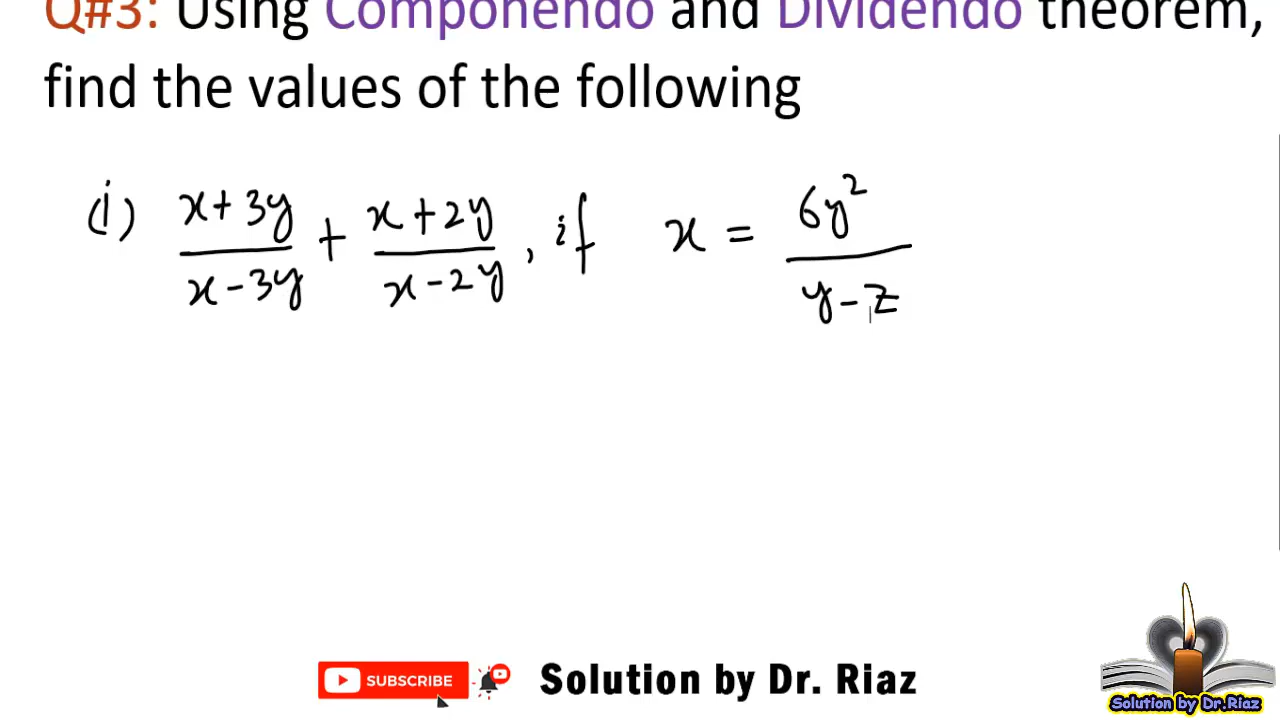 Q#3: Using Componendo and Dividendo theorem,
find the values of the following
(i) x+3y/x-3y + x+2y/x-2y, if x = 6y²/y-z
SUBSCRIBE
Solution by Dr. Riaz
Solution by Dr.Riaz